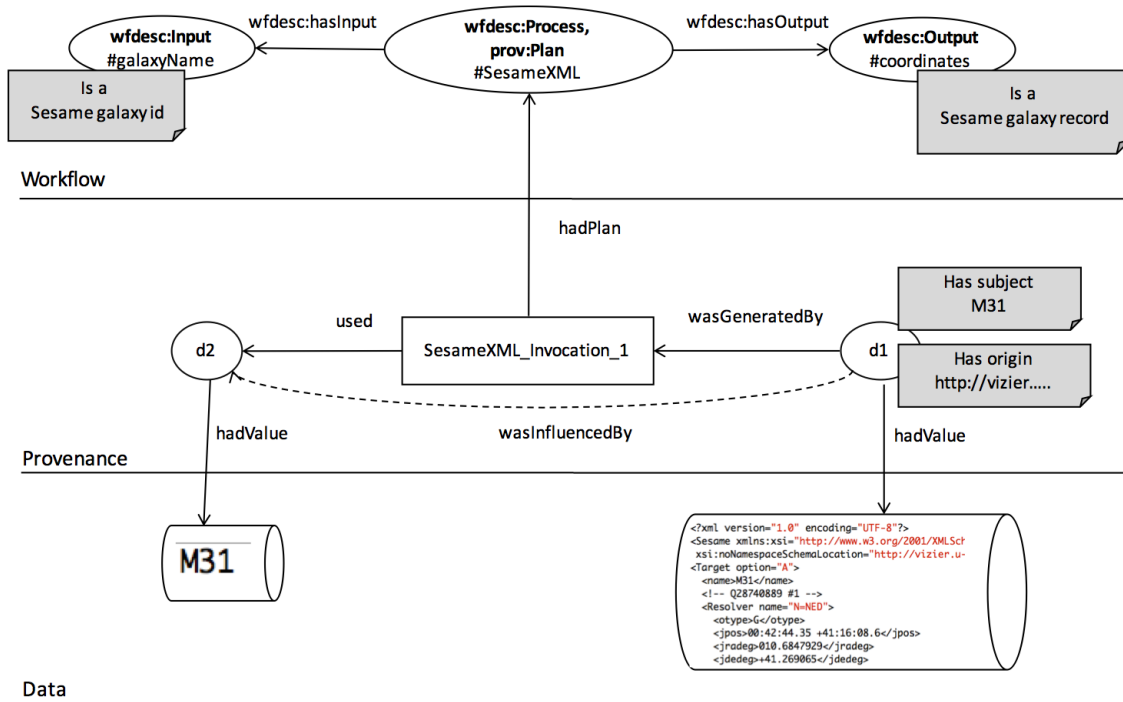 wfdesc:hasInput
wfdesc:Process,
prov:Plan
#SesameXML
wfdesc:hasOutput
wfdesc:Input
#galaxyName
wfdesc:Output
#coordinates
Is a
Sesame galaxy id
Is a
Sesame galaxy record
Workflow
hadPlan
Has subject
M31
used
wasGeneratedBy
d2
SesameXML_Invocation_1
d1
Has origin
http://vizier.....
hadValue
wasInfluencedBy
hadValue
Provenance
M31
<?xml version="1.0" encoding="UTF-8"?>
<Sesame xmlns:xsi="http://www.w3.org/2001/XMLSch
xsi:noNamespaceSchemaLocation="http://vizier.u-
<Target option="A">
<name>M31</name>
<!-- Q28740889 #1 -->
<Resolver name="N=NED">
<otype>G</otype>
<jpos>00:42:44.35 +41:16:08.6</jpos>
<jradeg>010.6847929</jradeg>
<jdedeg>+41.269065</jdedeg>
Data